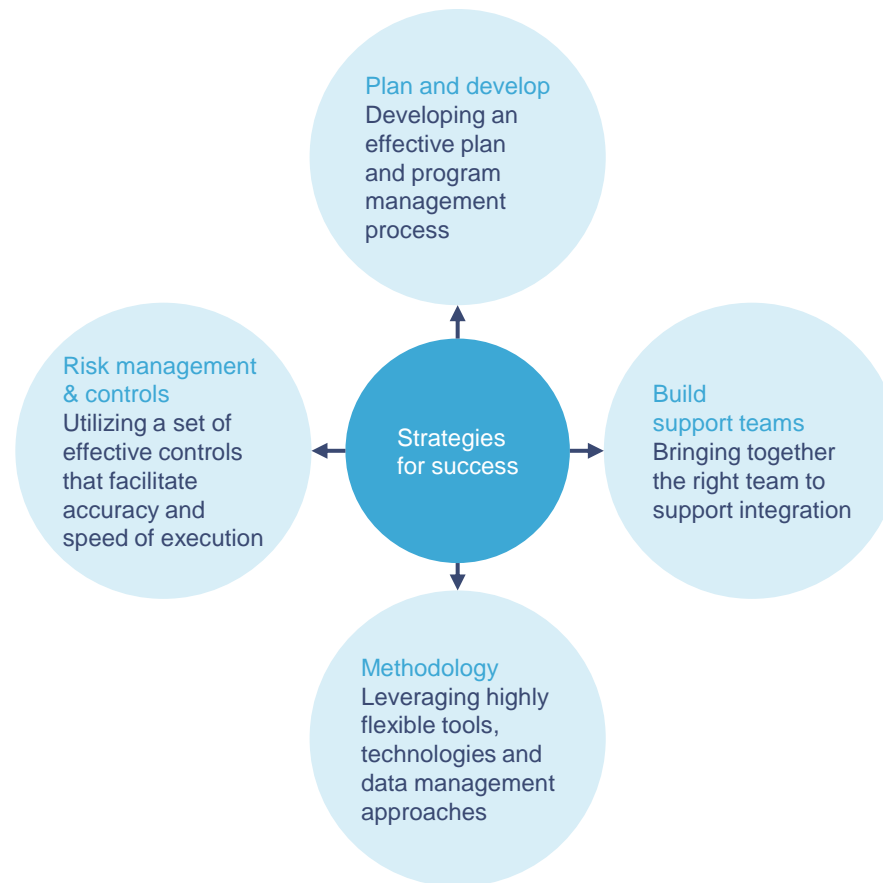 Plan and develop
Developing an
effective plan
and program
management
process
Risk management
& controls
Utilizing a set of
effective controls
that facilitate
accuracy and
speed of execution
Strategies
for success
Build
support teams
Bringing together
the right team to
support integration
Methodology
Leveraging highly
flexible tools,
technologies and
data management
approaches